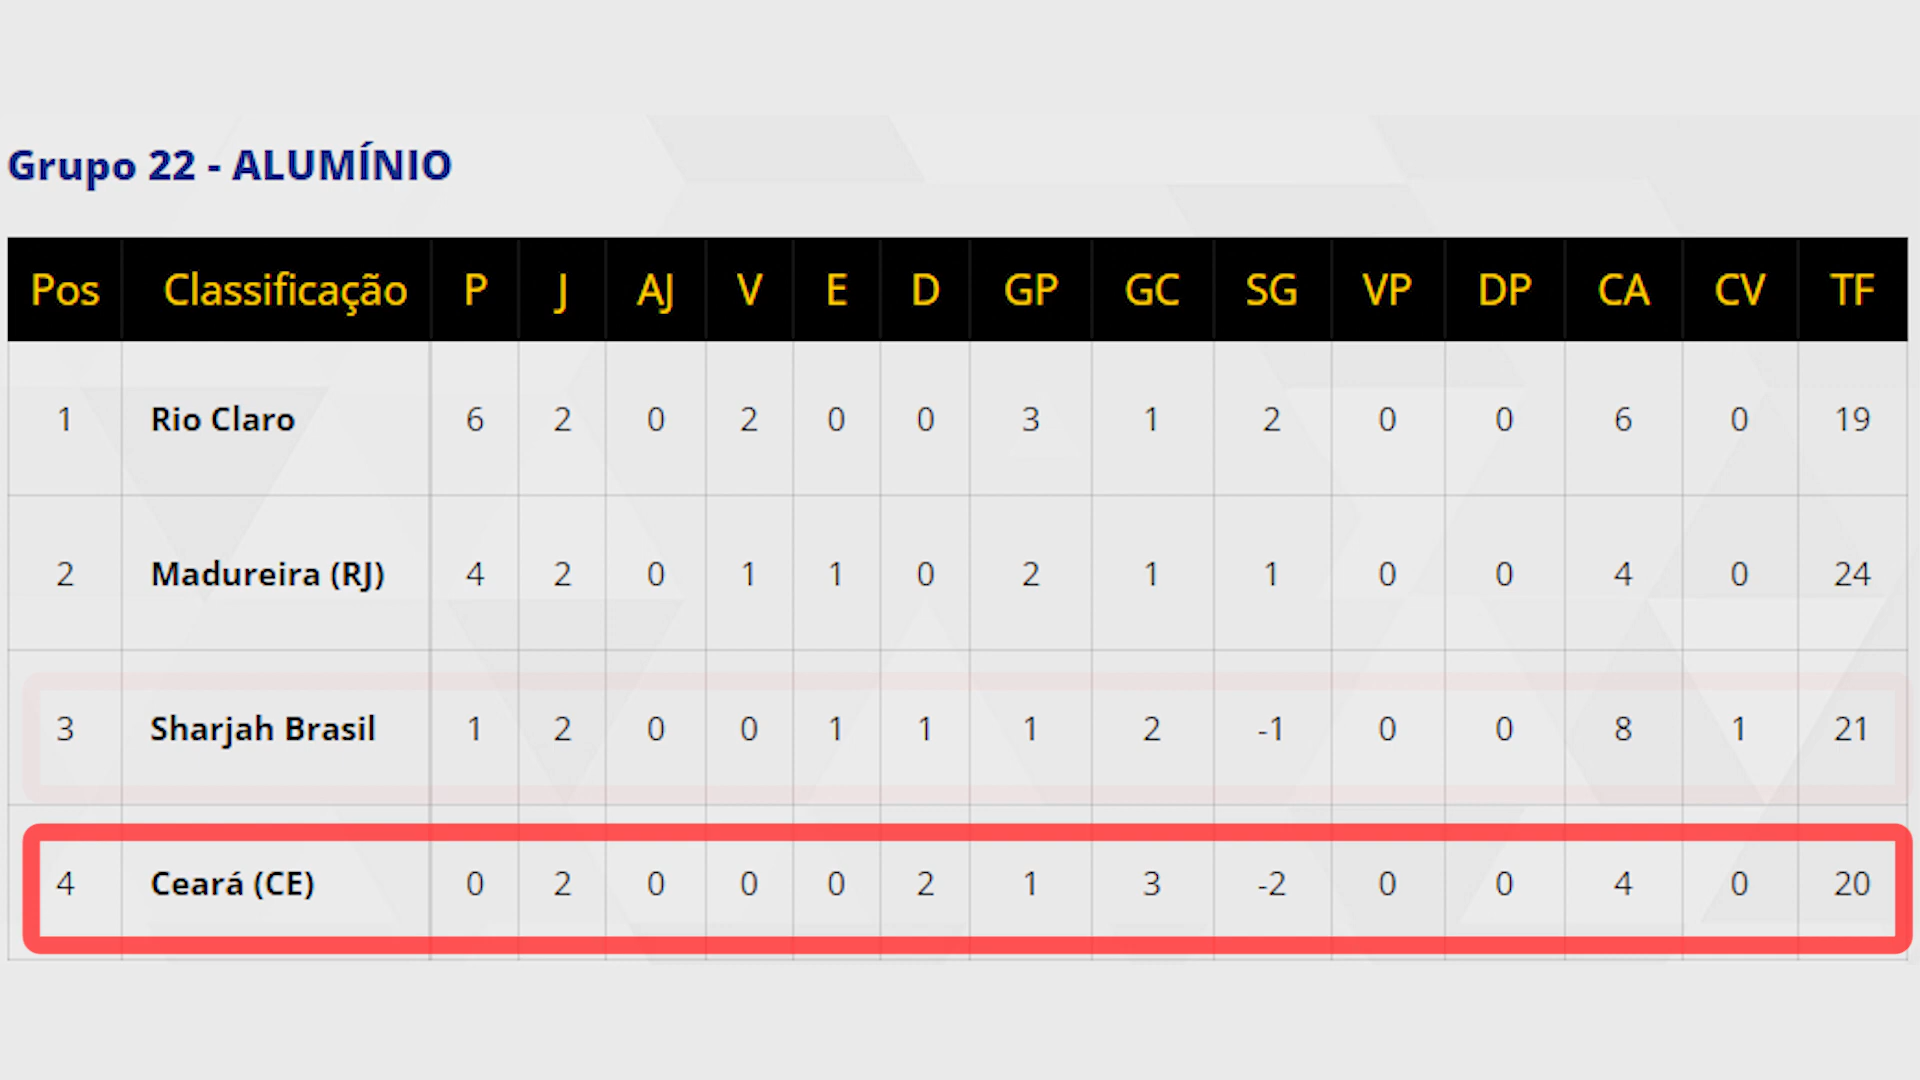 Grupo 22 - ALUMÍNIO
Pos Classificação P J AJ V E D GP GC SG VP DP CA CV TF
1 Rio Claro 6 2 0 2 0 0 3 1 2 0 0 6 0 19
2 Madureira (RJ) 4 2 0 1 1 0 2 1 1 0 0 4 0 24
3 Sharjah Brasil 1 2 0 0 1 1 1 2 -1 0 0 8 1 21
4 Ceará (CE) 0 2 0 0 0 2 1 3 -2 0 0 4 0 20